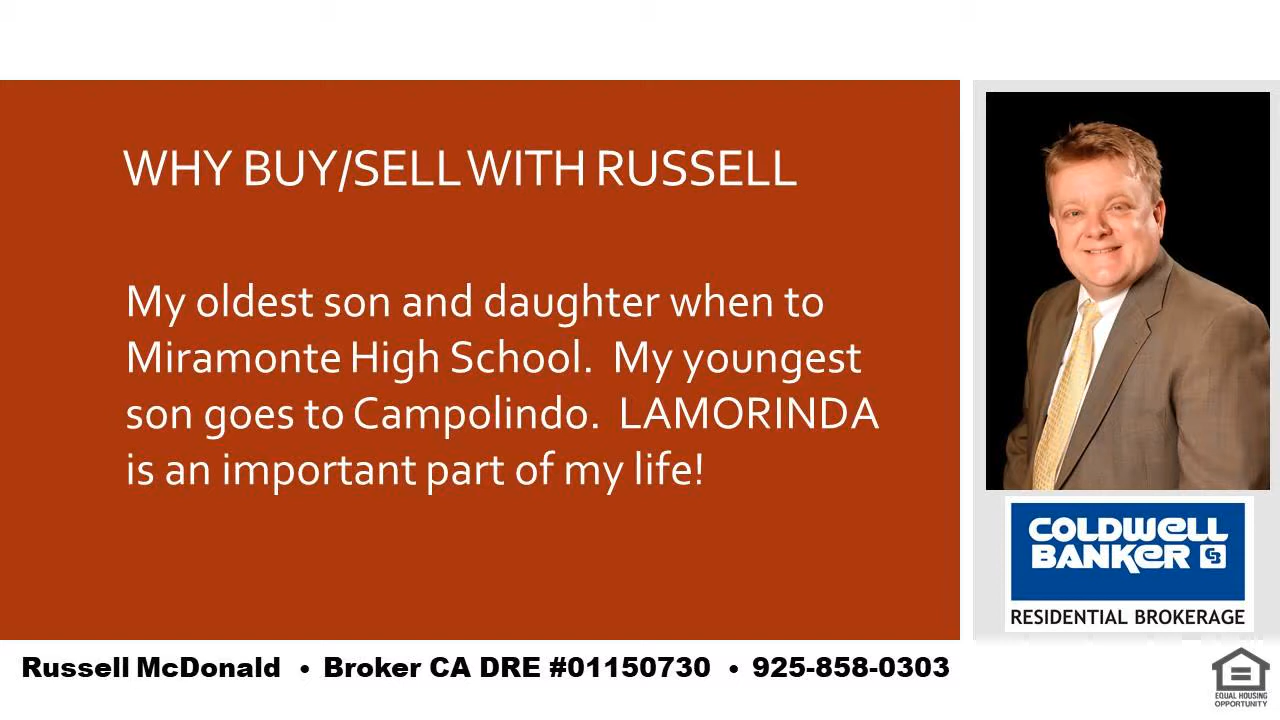 WHY BUY/SELL WITH RUSSELL
My oldest son and daughter when to
Miramonte High School.  My youngest
son goes to Campolindo.  LAMORINDA
is an important part of my life!
COLDWELL
BANKER CB
RESIDENTIAL BROKERAGE
Russell McDonald • Broker CA DRE #01150730 • 925-858-0303
EQUAL HOUSING
OPPORTUNITY